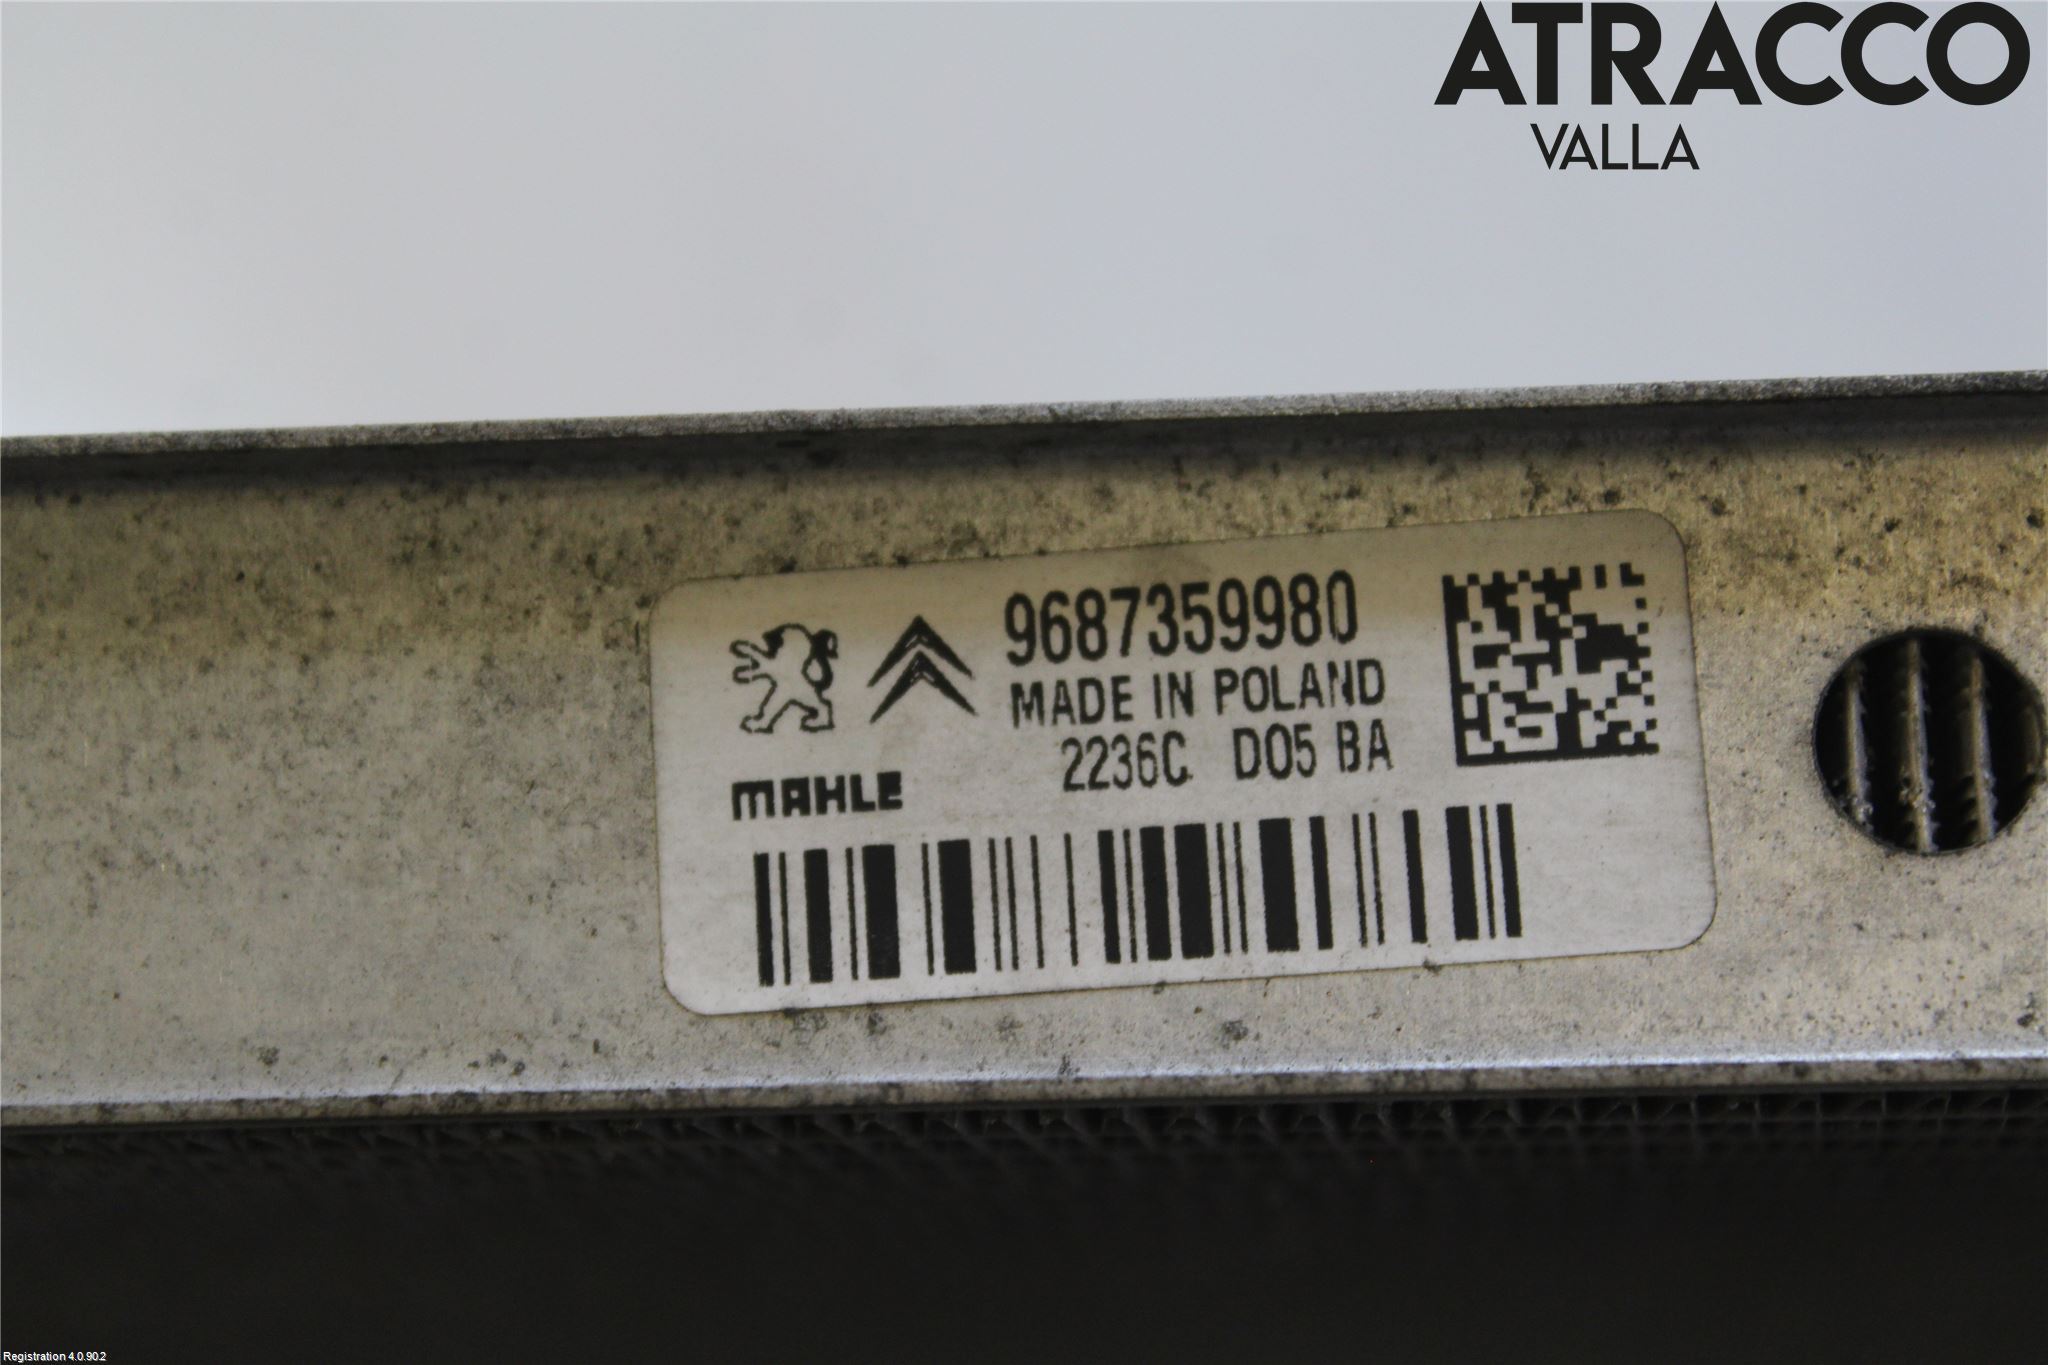 ATRACCO
VALLA
9687359980
MADE IN POLAND
2236C D05 BA
MAHLE
Registration 4.0.90.2